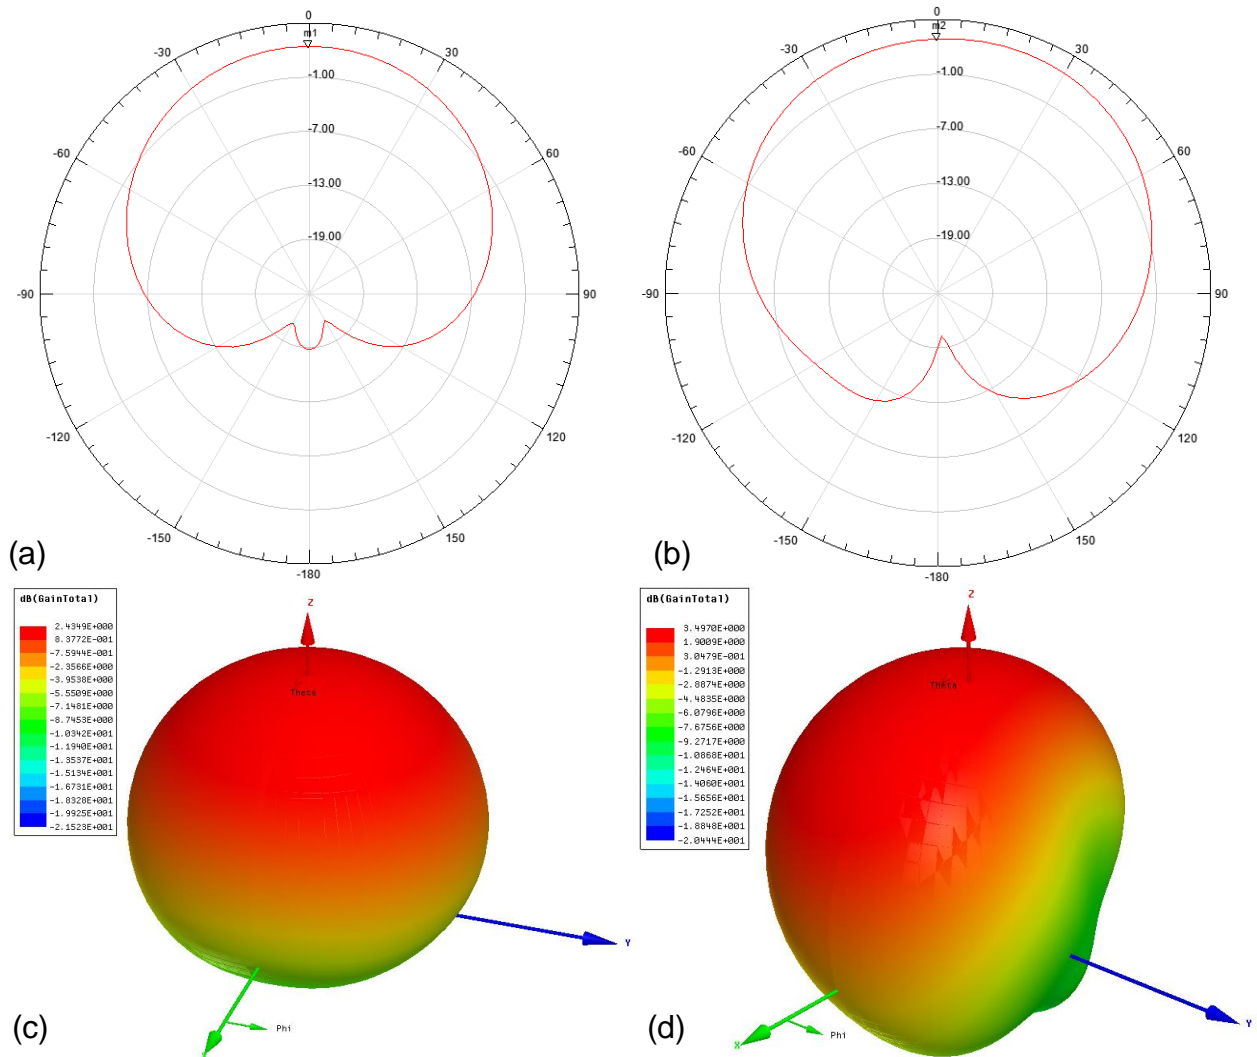 0
m1
-30
30
-1.00
-7.00
-60
60
-13.00
-19.00
-90
90
-120
120
-150
150
-180
(a)
0
m2
-30
30
-1.00
-7.00
-60
60
-13.00
-19.00
-90
90
-120
120
-150
150
-180
(b)
dB(GainTotal)
2.4349E+000
8.3772E-001
-7.5944E-001
-2.3566E+000
-3.9538E+000
-5.5509E+000
-7.1481E+000
-8.7453E+000
-1.0342E+001
-1.1940E+001
-1.3537E+001
-1.5134E+001
-1.6731E+001
-1.8328E+001
-1.9925E+001
-2.1523E+001
Z
Theta
Y
Phi
X
(c)
dB(GainTotal)
3.4970E+000
1.9009E+000
3.0479E-001
-1.2913E+000
-2.8874E+000
-4.4835E+000
-6.0796E+000
-7.6756E+000
-9.2717E+000
-1.0868E+001
-1.2464E+001
-1.4060E+001
-1.5656E+001
-1.7252E+001
-1.8848E+001
-2.0444E+001
Z
Theta
Y
Phi
X
(d)